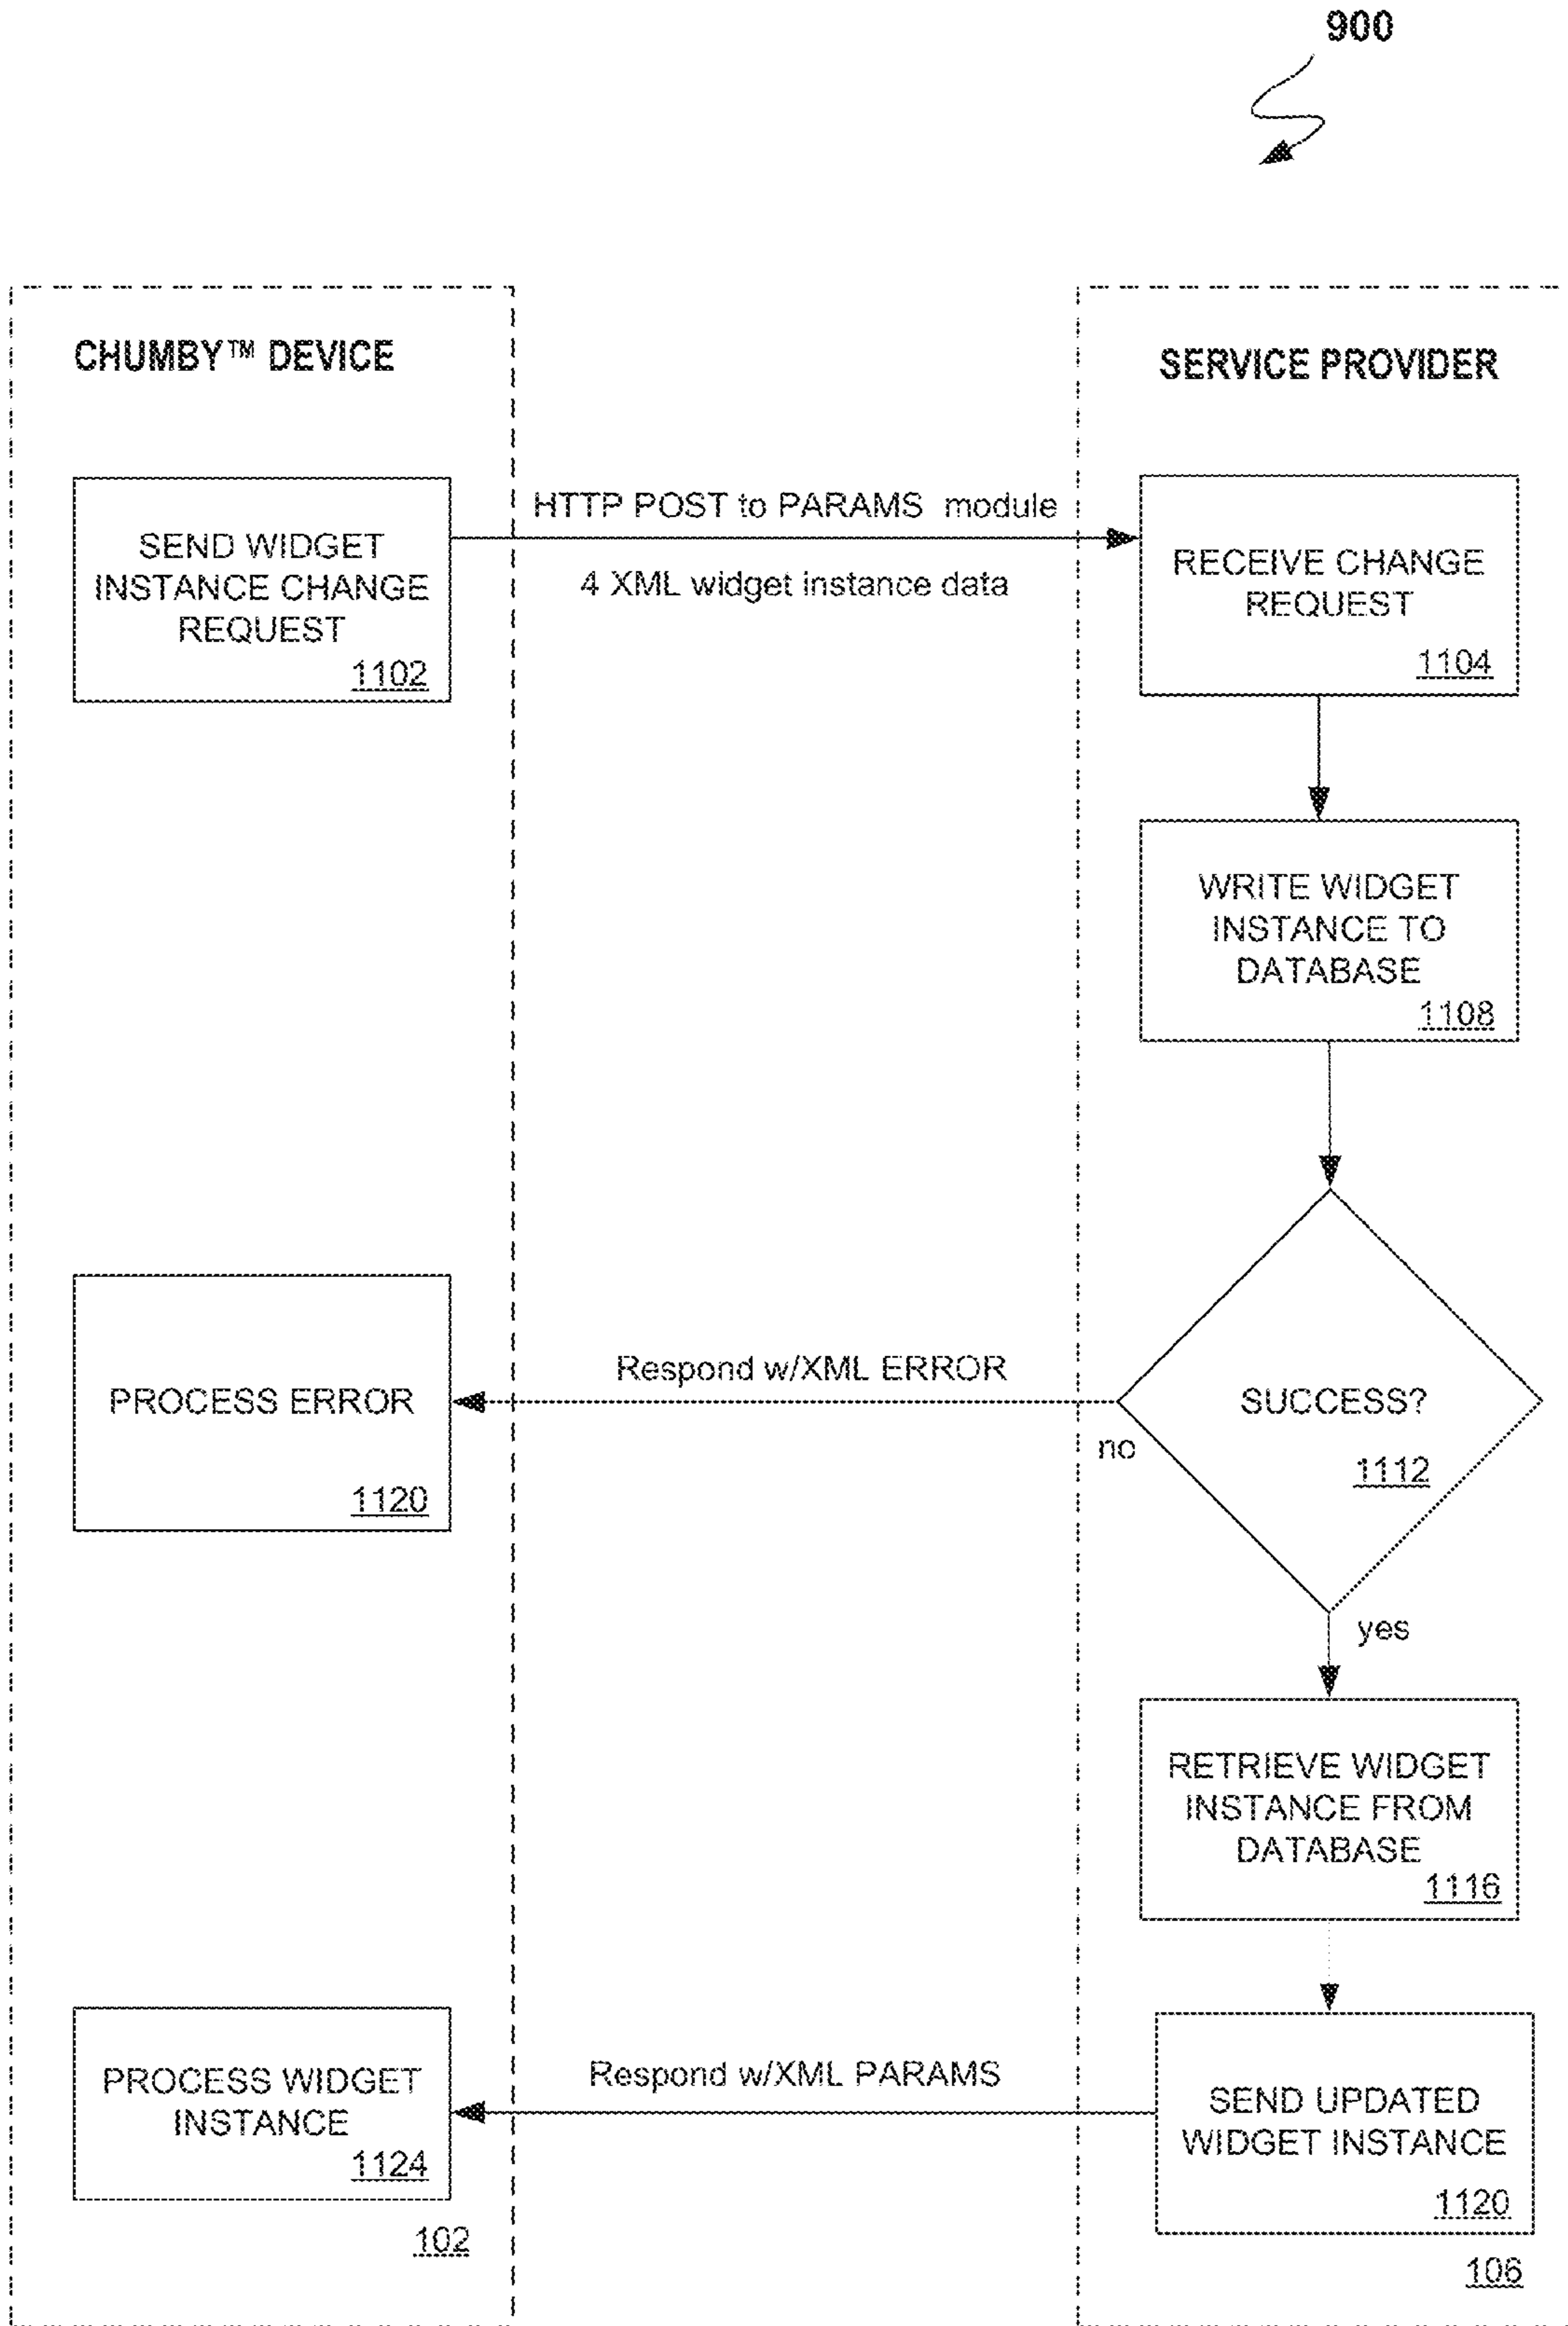 900
CHUMBY™ DEVICE
SERVICE PROVIDER
SEND WIDGET
INSTANCE CHANGE
REQUEST
1102
HTTP POST to PARAMS module
4 XML widget instance data
RECEIVE CHANGE
REQUEST
1104
WRITE WIDGET
INSTANCE TO
DATABASE
1108
PROCESS ERROR
1120
Respond w/XML ERROR
no
SUCCESS?
1112
yes
RETRIEVE WIDGET
INSTANCE FROM
DATABASE
1116
PROCESS WIDGET
INSTANCE
1124
Respond w/XML PARAMS
SEND UPDATED
WIDGET INSTANCE
1120
102
106